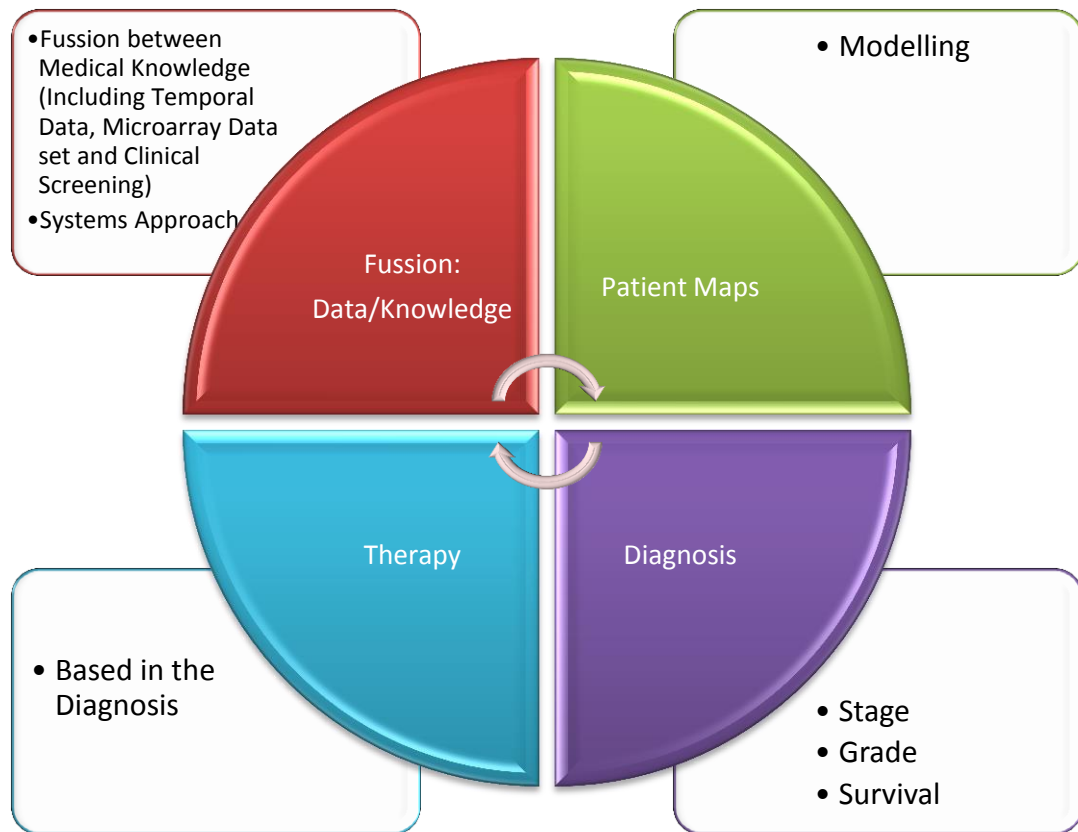 •Fussion between
Medical Knowledge
(Including Temporal
Data, Microarray Data
set and Clinical
Screening)
•Systems Approach
• Modelling
Fussion:
Data/Knowledge
Patient Maps
Therapy
Diagnosis
• Based in the
Diagnosis
• Stage
• Grade
• Survival